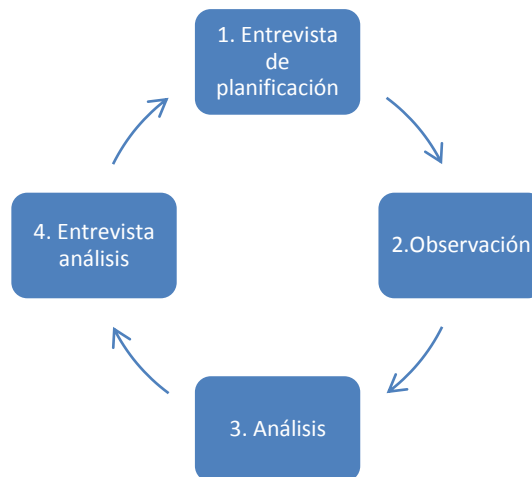 1. Entrevista
de
planificación
2.Observación
3. Análisis
4. Entrevista
análisis